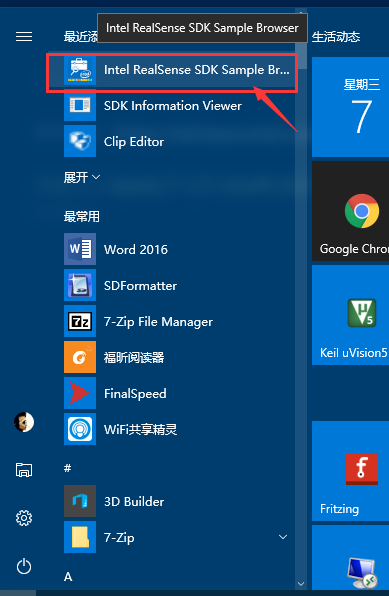 Intel RealSense SDK Sample Browser
最近添
生活动态
Intel RealSense SDK Sample Br...
SDK Information Viewer
Clip Editor
展开
星期三
7
最常用
Word 2016
SDFormatter
7-Zip File Manager
福昕阅读器
FinalSpeed
WiFi共享精灵
#
3D Builder
7-Zip
A
Google Chron
Keil uVision5
Fritzing